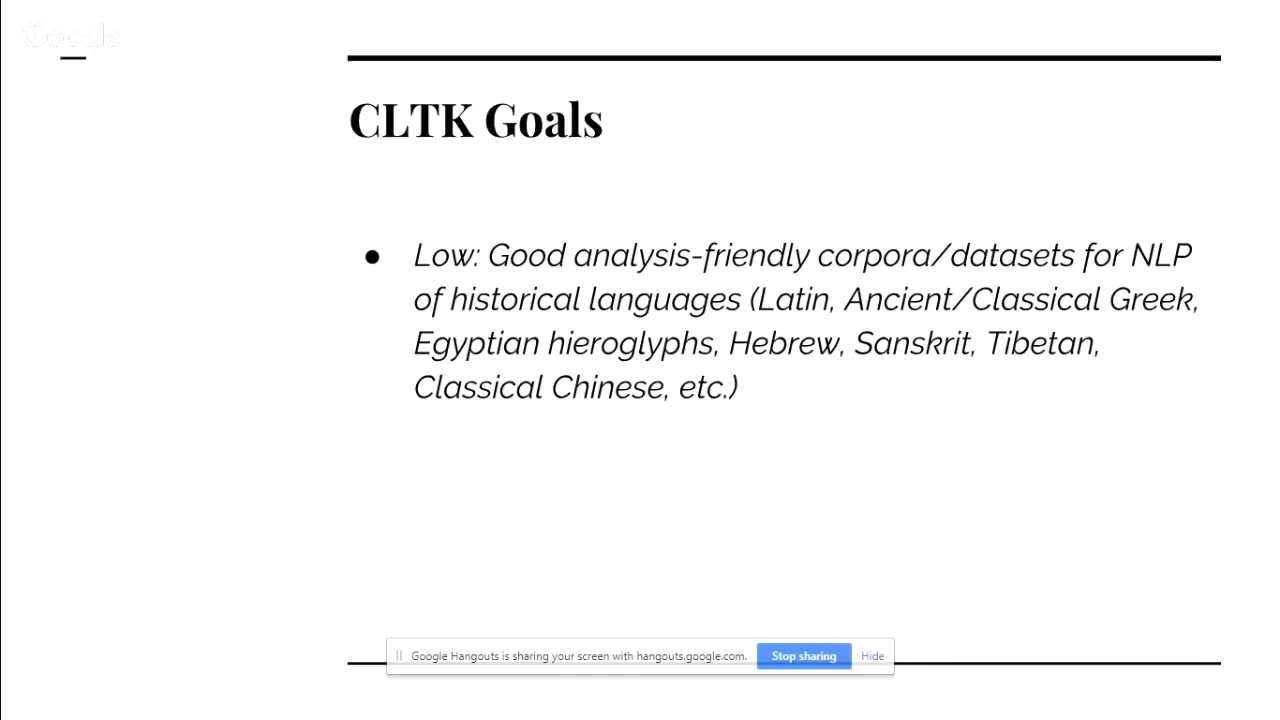 Google
CLTK Goals
● Low: Good analysis-friendly corpora/datasets for NLP
of historical languages (Latin, Ancient/Classical Greek,
Egyptian hieroglyphs, Hebrew, Sanskrit, Tibetan,
Classical Chinese, etc.)
Google Hangouts is sharing your screen with hangouts.google.com. Stop sharing Hide